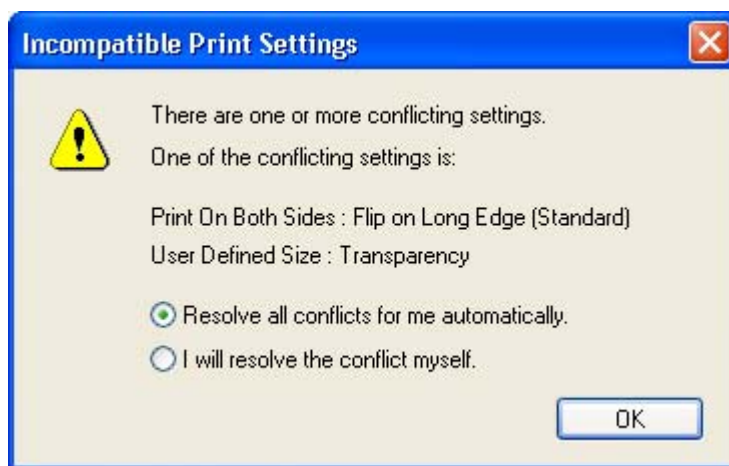 Incompatible Print Settings
There are one or more conflicting settings.
One of the conflicting settings is:
Print On Both Sides : Flip on Long Edge (Standard)
User Defined Size : Transparency
Resolve all conflicts for me automatically.
I will resolve the conflict myself.
OK